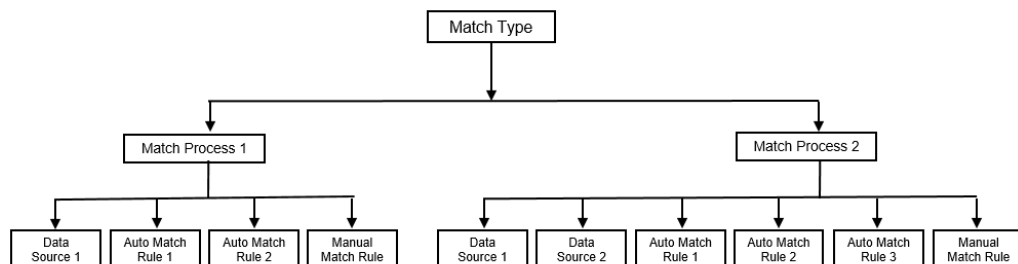 Match Type
Match Process 1
Match Process 2
Data
Source 1
Auto Match
Rule 1
Auto Match
Rule 2
Manual
Match Rule
Data
Source 1
Data
Source 2
Auto Match
Rule 1
Auto Match
Rule 2
Auto Match
Rule 3
Manual
Match Rule